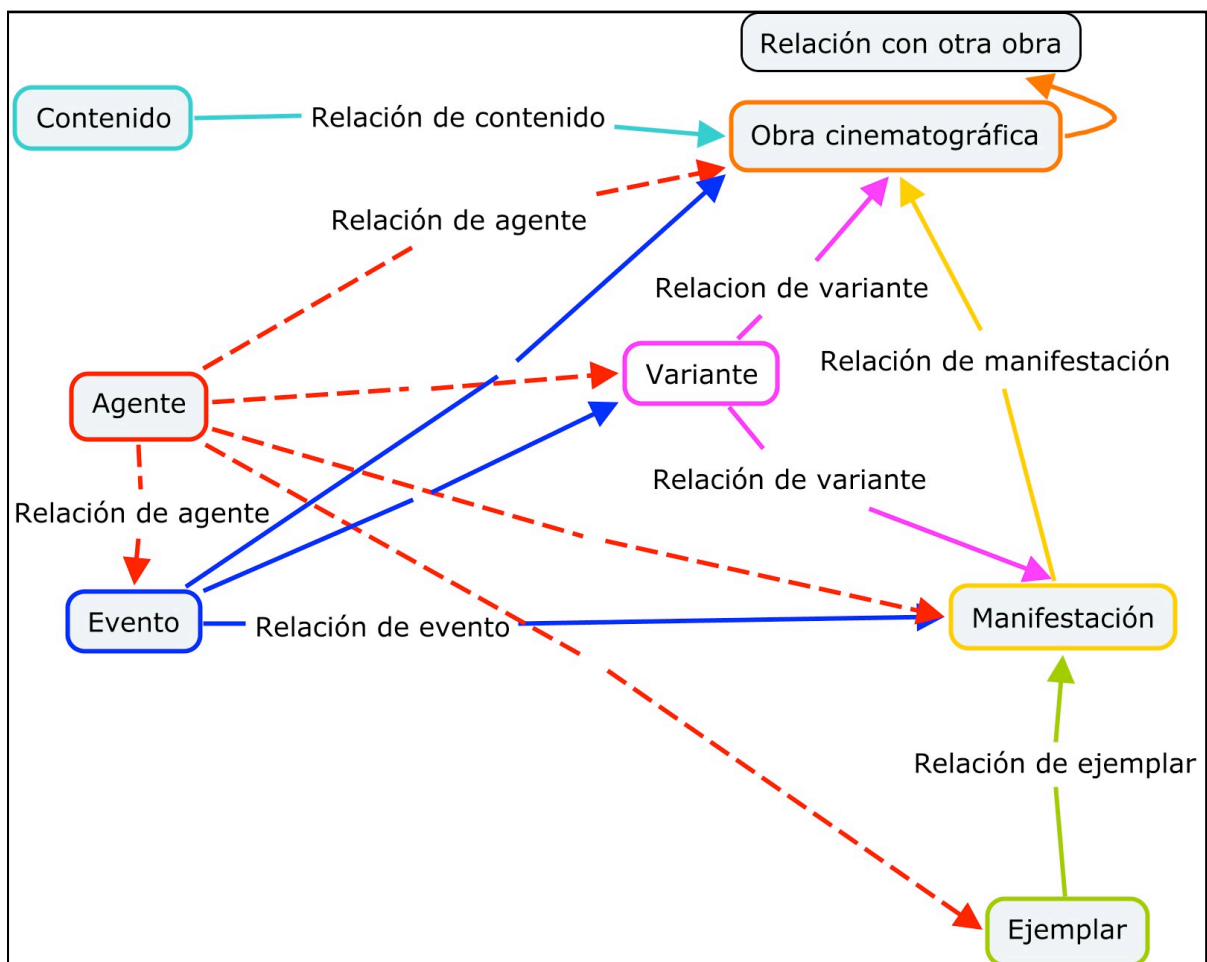 Relación con otra obra
Contenido
Relación de contenido
Obra cinematográfica
Relación de agente
Relacion de variante
Relación de manifestación
Variante
Agente
Relación de variante
Relación de agente
Evento
Relación de evento
Manifestación
Relación de ejemplar
Ejemplar